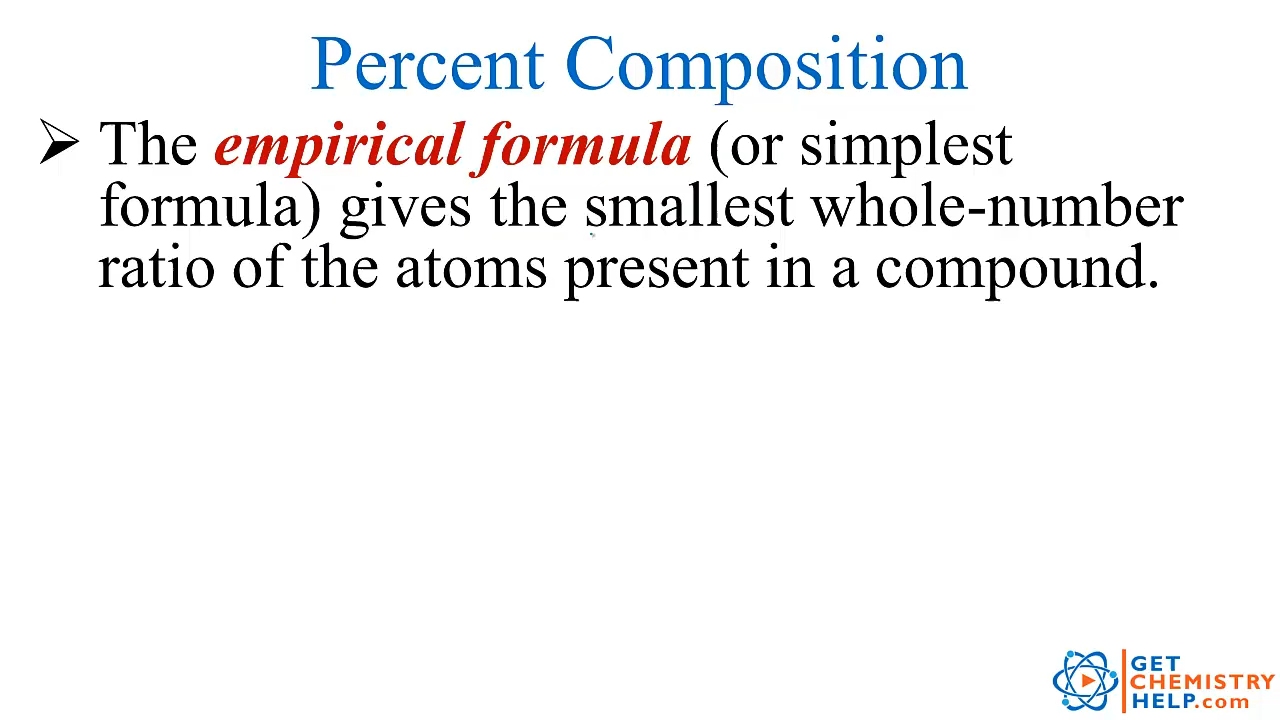 Percent Composition
➢ The empirical formula (or simplest
formula) gives the smallest whole-number
ratio of the atoms present in a compound.
GET
CHEMISTRY
HELP.com